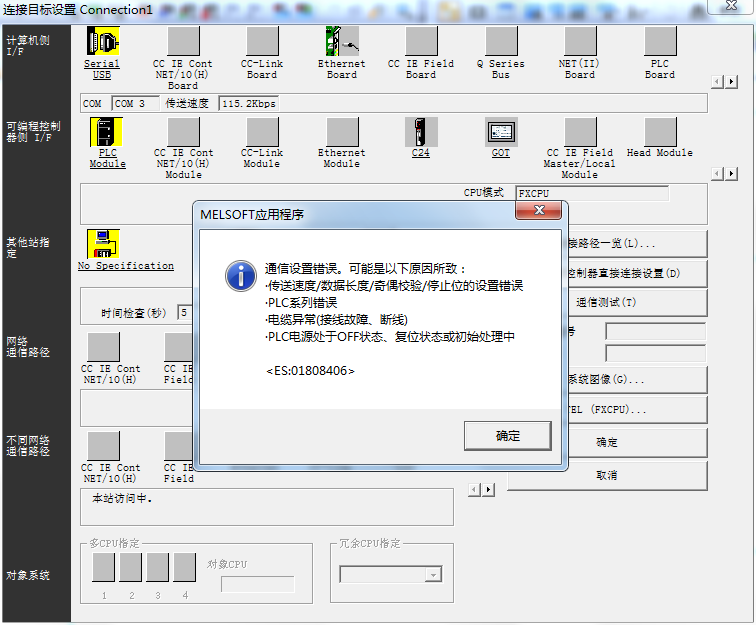 连接目标设置 Connection1
计算机侧
I/F
Serial
USB
CC IE Cont
NET/10(H)
Board
CC-Link
Board
Ethernet
Board
CC IE Field
Board
Q Series
Bus
NET(II)
Board
PLC
Board
COM
COM 3
传送速度
115.2Kbps
可编程控制
器侧 I/F
PLC
Module
CC IE Cont
NET/10(H)
Module
CC-Link
Module
Ethernet
Module
C24
GOT
CC IE Field
Master/Local
Module
Head Module
CPU模式
FXCPU
MELSOFT应用程序
通信设置错误。可能是以下原因所致：
·传送速度/数据长度/奇偶校验/停止位的设置错误
·PLC系列错误
·电缆异常(接线故障、断线)
·PLC电源处于OFF状态、复位状态或初始处理中
<ES:01808406>
确定
其他站指
定
No Specification
时间检查(秒)
5
接路径一览(L)...
控制器直接连接设置(D)
通信测试(T)
号
系统图像(G)...
TEL (FXCPU)...
确定
取消
网络
通信路径
CC IE Cont
NET/10(H)
CC IE
Field
不同网络
通信路径
CC IE Cont
NET/10(H)
CC IE
Field
本站访问中.
对象系统
多CPU指定
1
2
3
4
对象CPU
冗余CPU指定